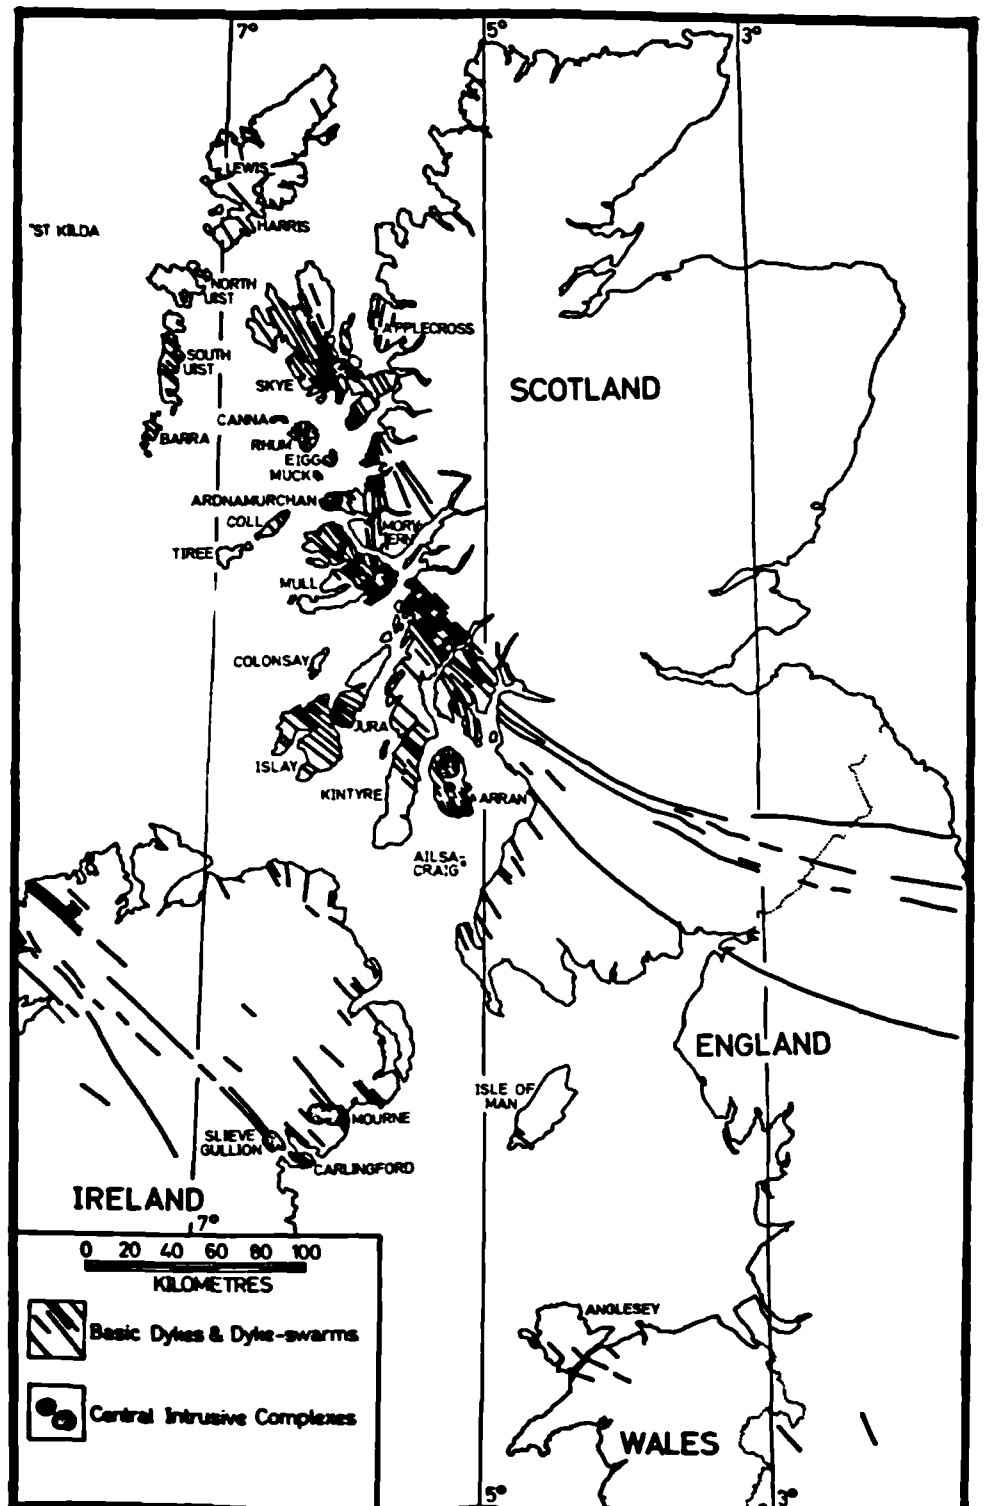 7°
5°
3°
LEWIS
HARRIS
ST KILDA
NORTH
UIST
APPLECROSS
SOUTH
UIST
SKYE
SCOTLAND
CANNA
BARRA
RHUM
EIGG
MUCK
ARDNAMURCHAN
COLL
MORV
ERN
TIREE
MULL
COLONSAY
JURA
ISLAY
KINTYRE
ARRAN
AILSA-
CRAIG
ENGLAND
ISLE OF
MAN
MOURNE
SLIEVE
GULLION
CARLINGFORD
IRELAND
7°
0 20 40 60 80 100
KILOMETRES
ANGLESEY
Basic Dykes & Dyke-swarms
Central Intrusive Complexes
WALES
5°
3°